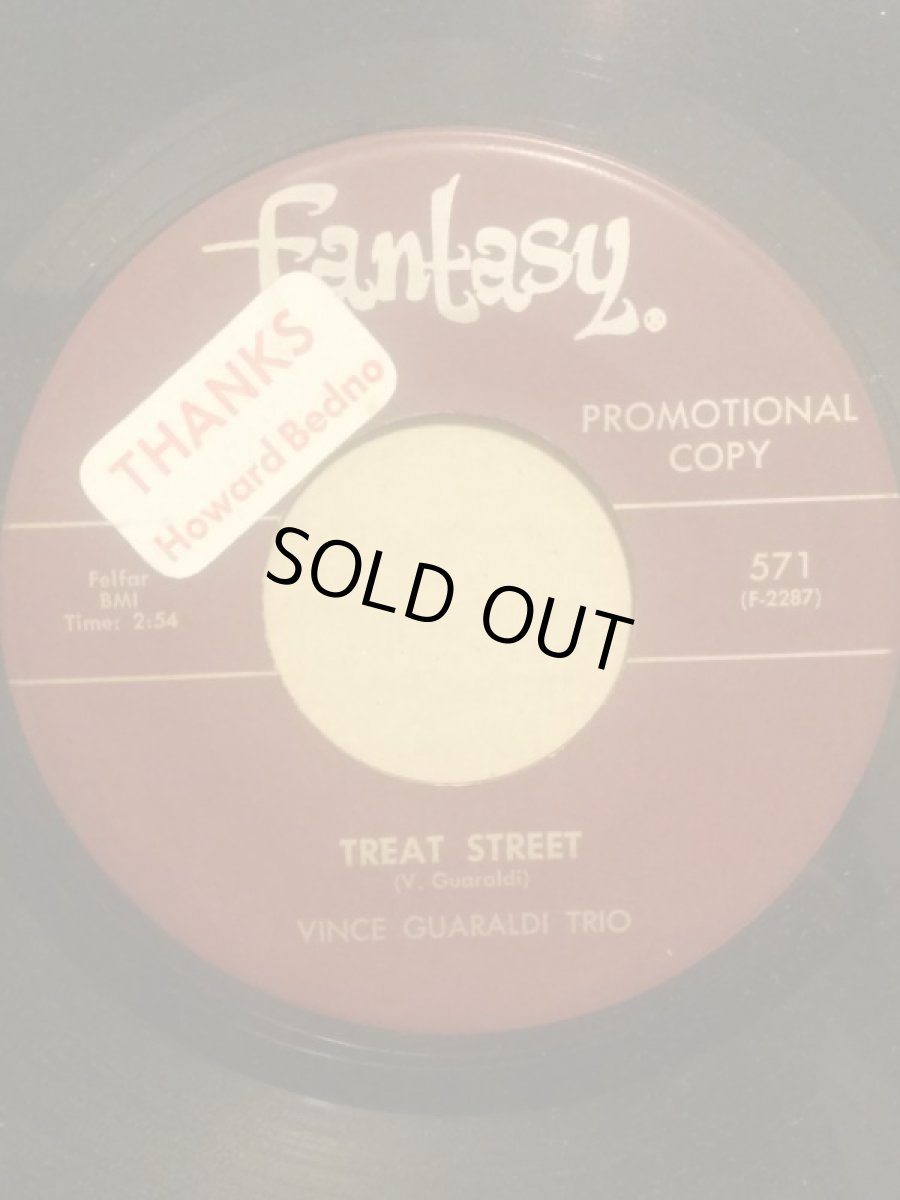 fantasy.
THANKS
Howard Bedno
PROMOTIONAL
COPY
Felfar
BMI
Time: 2:54
571
(F-2287)
SOLD OUT
TREAT STREET
(V. Guaraldi)
VINCE GUARALDI TRIO